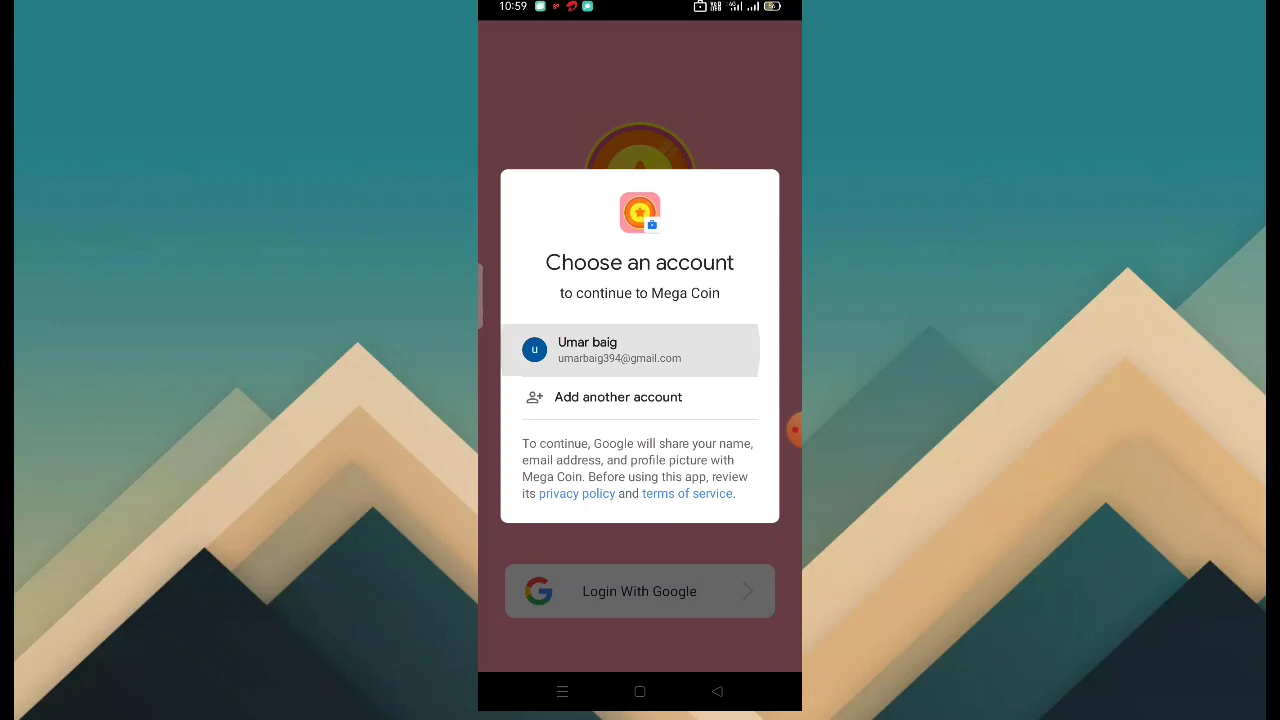 10:59
Choose an account
to continue to Mega Coin
u
Umar baig
umarbaig394@gmail.com
Add another account
To continue, Google will share your name,
email address, and profile picture with
Mega Coin. Before using this app, review
its privacy policy and terms of service.
Login With Google